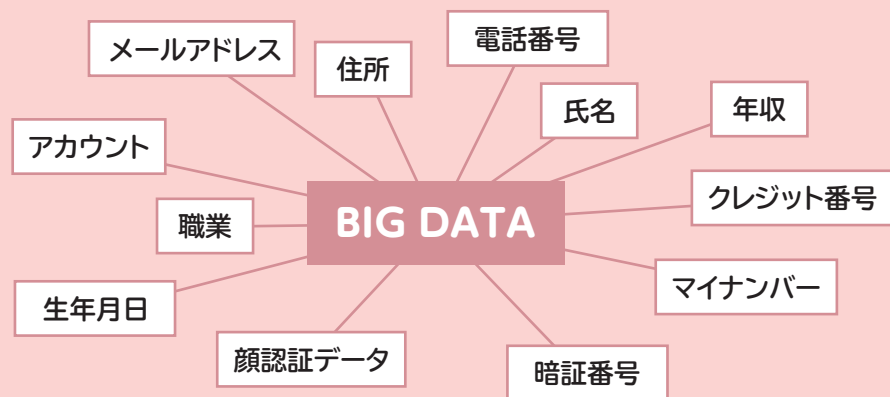 電話番号
メールアドレス
住所
氏名
年収
アカウント
クレジット番号
職業
BIG DATA
マイナンバー
生年月日
顔認証データ
暗証番号